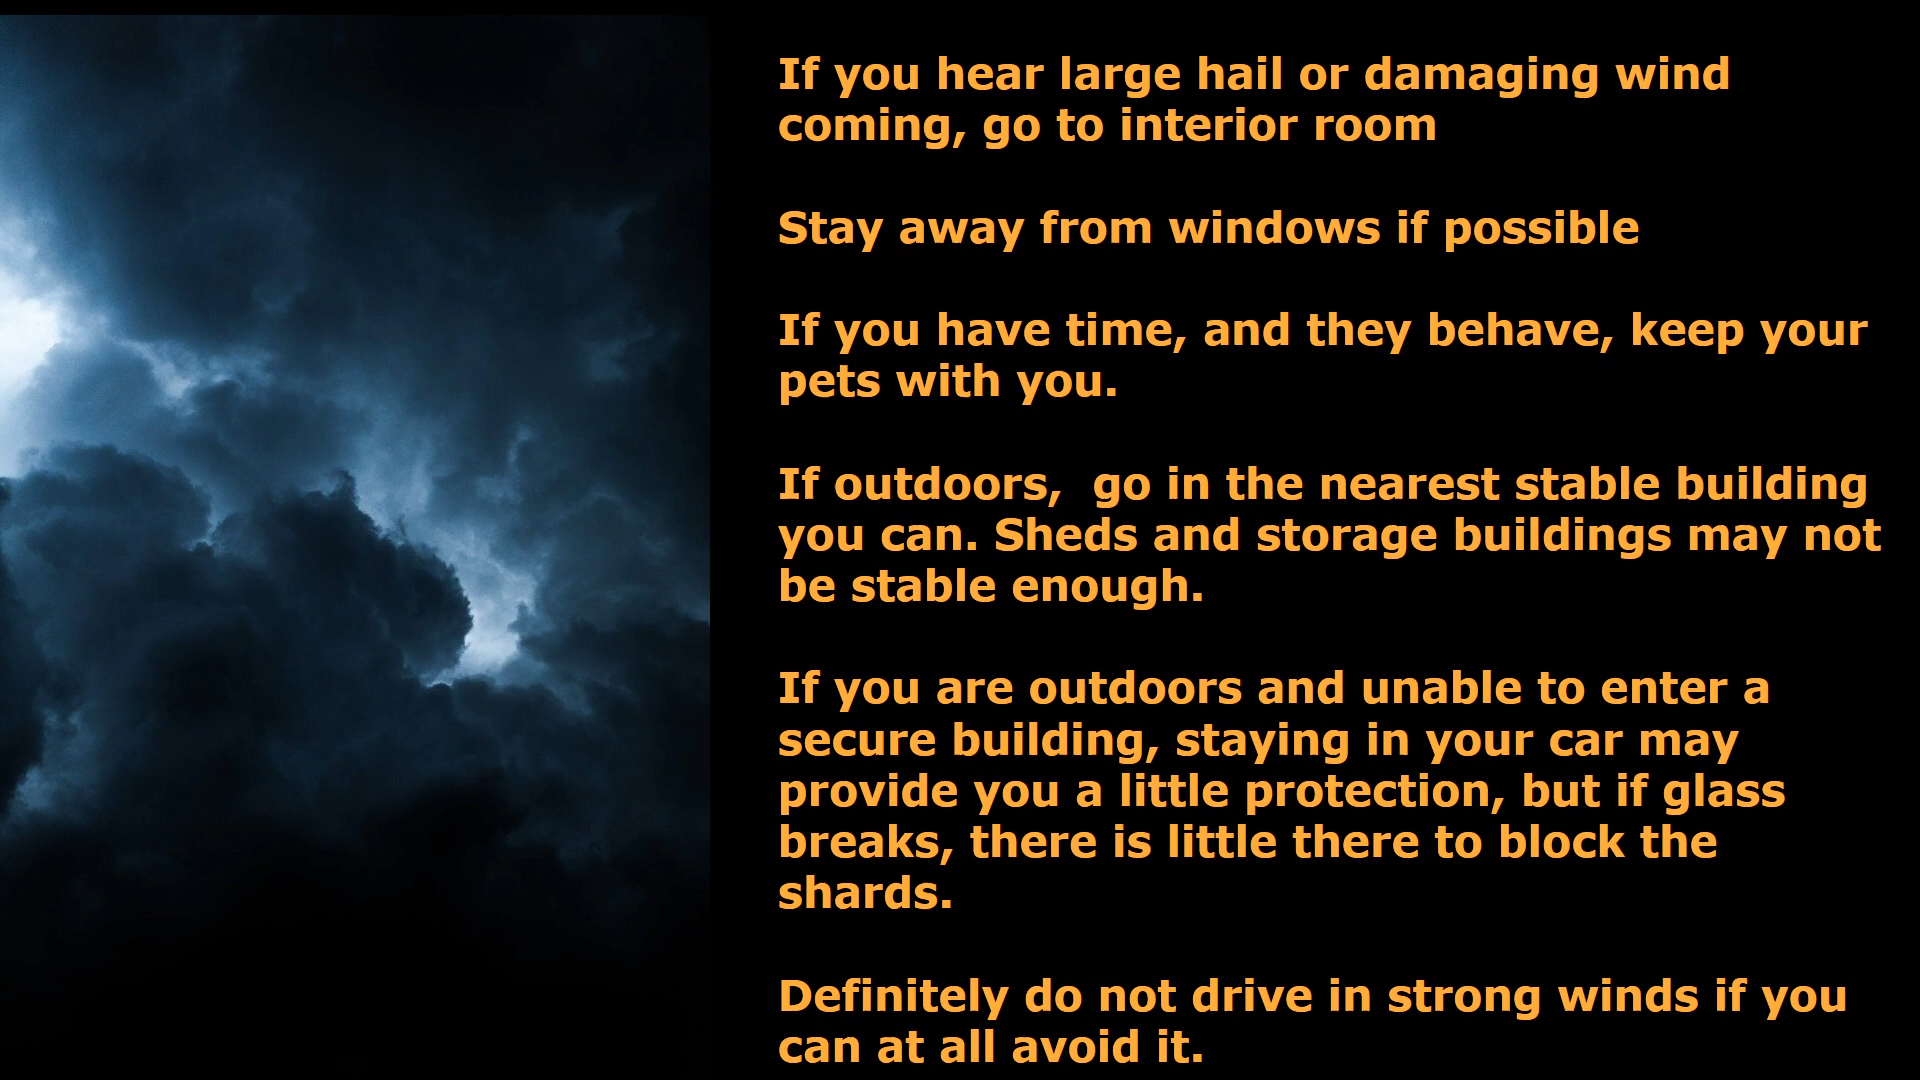 If you hear large hail or damaging wind
coming, go to interior room
Stay away from windows if possible
If you have time, and they behave, keep your
pets with you.
If outdoors,  go in the nearest stable building
you can. Sheds and storage buildings may not
be stable enough.
If you are outdoors and unable to enter a
secure building, staying in your car may
provide you a little protection, but if glass
breaks, there is little there to block the
shards.
Definitely do not drive in strong winds if you
can at all avoid it.